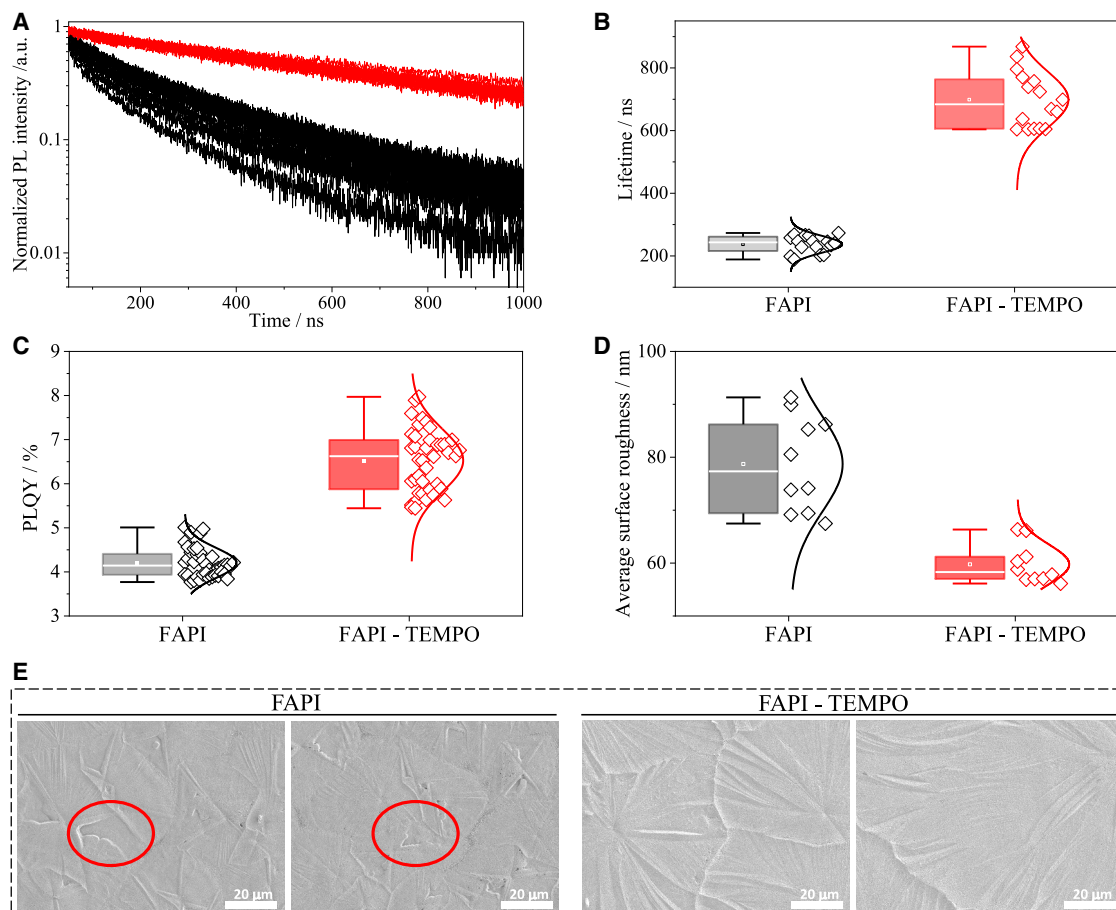 A
Normalized PL intensity /a.u.
1
0.1
0.01
200
400
600
800
1000
Time / ns
B
Lifetime / ns
800
600
400
200
FAPI
FAPI - TEMPO
C
PLQY / %
9
8
7
6
5
4
3
FAPI
FAPI - TEMPO
D
Average surface roughness / nm
100
80
60
50
FAPI
FAPI - TEMPO
E
FAPI
FAPI - TEMPO
20 μm
20 μm
20 μm
20 μm